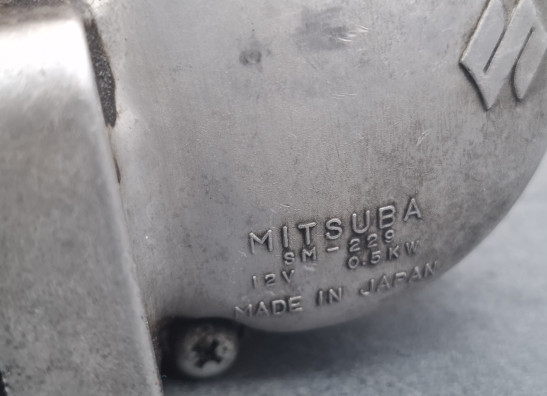 MITSUBA
SM-229
12V 0.5KW
MADE IN JAPAN